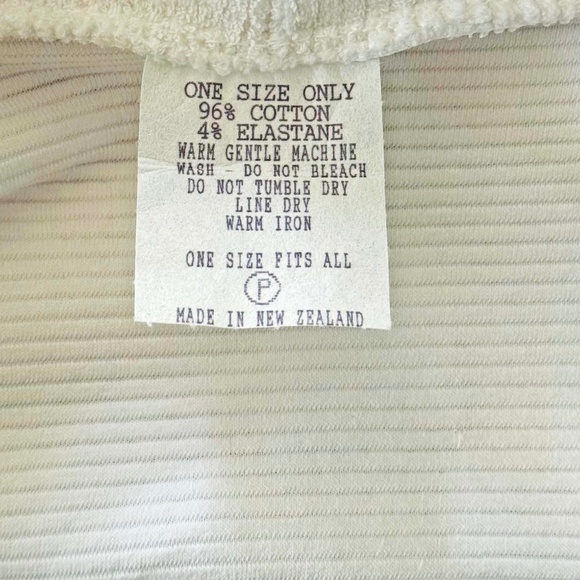 ONE SIZE ONLY
96% COTTON
4% ELASTANE
WARM GENTLE MACHINE
WASH - DO NOT BLEACH
DO NOT TUMBLE DRY
LINE DRY
WARM IRON
ONE SIZE FITS ALL
P
MADE IN NEW ZEALAND